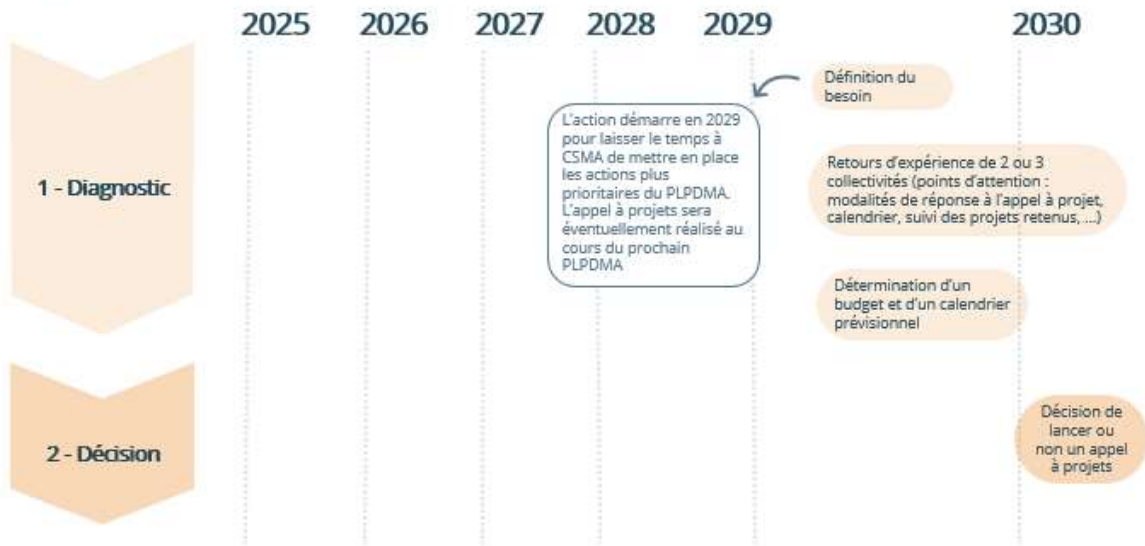 2025 2026 2027 2028 2029 2030
1 - Diagnostic
Définition du
besoin
L'action démarre en 2029
pour laisser le temps à
CSMA de mettre en place
les actions plus
prioritaires du PLPDMA.
L'appel à projets sera
éventuellement réalisé au
cours du prochain
PLPDMA
Retours d'expérience de 2 ou 3
collectivités (points d'attention :
modalités de réponse à l'appel à projet,
calendrier, suivi des projets retenus, ...)
Détermination d'un
budget et d'un calendrier
prévisionnel
2 - Décision
Décision de
lancer ou
non un appel
à projets